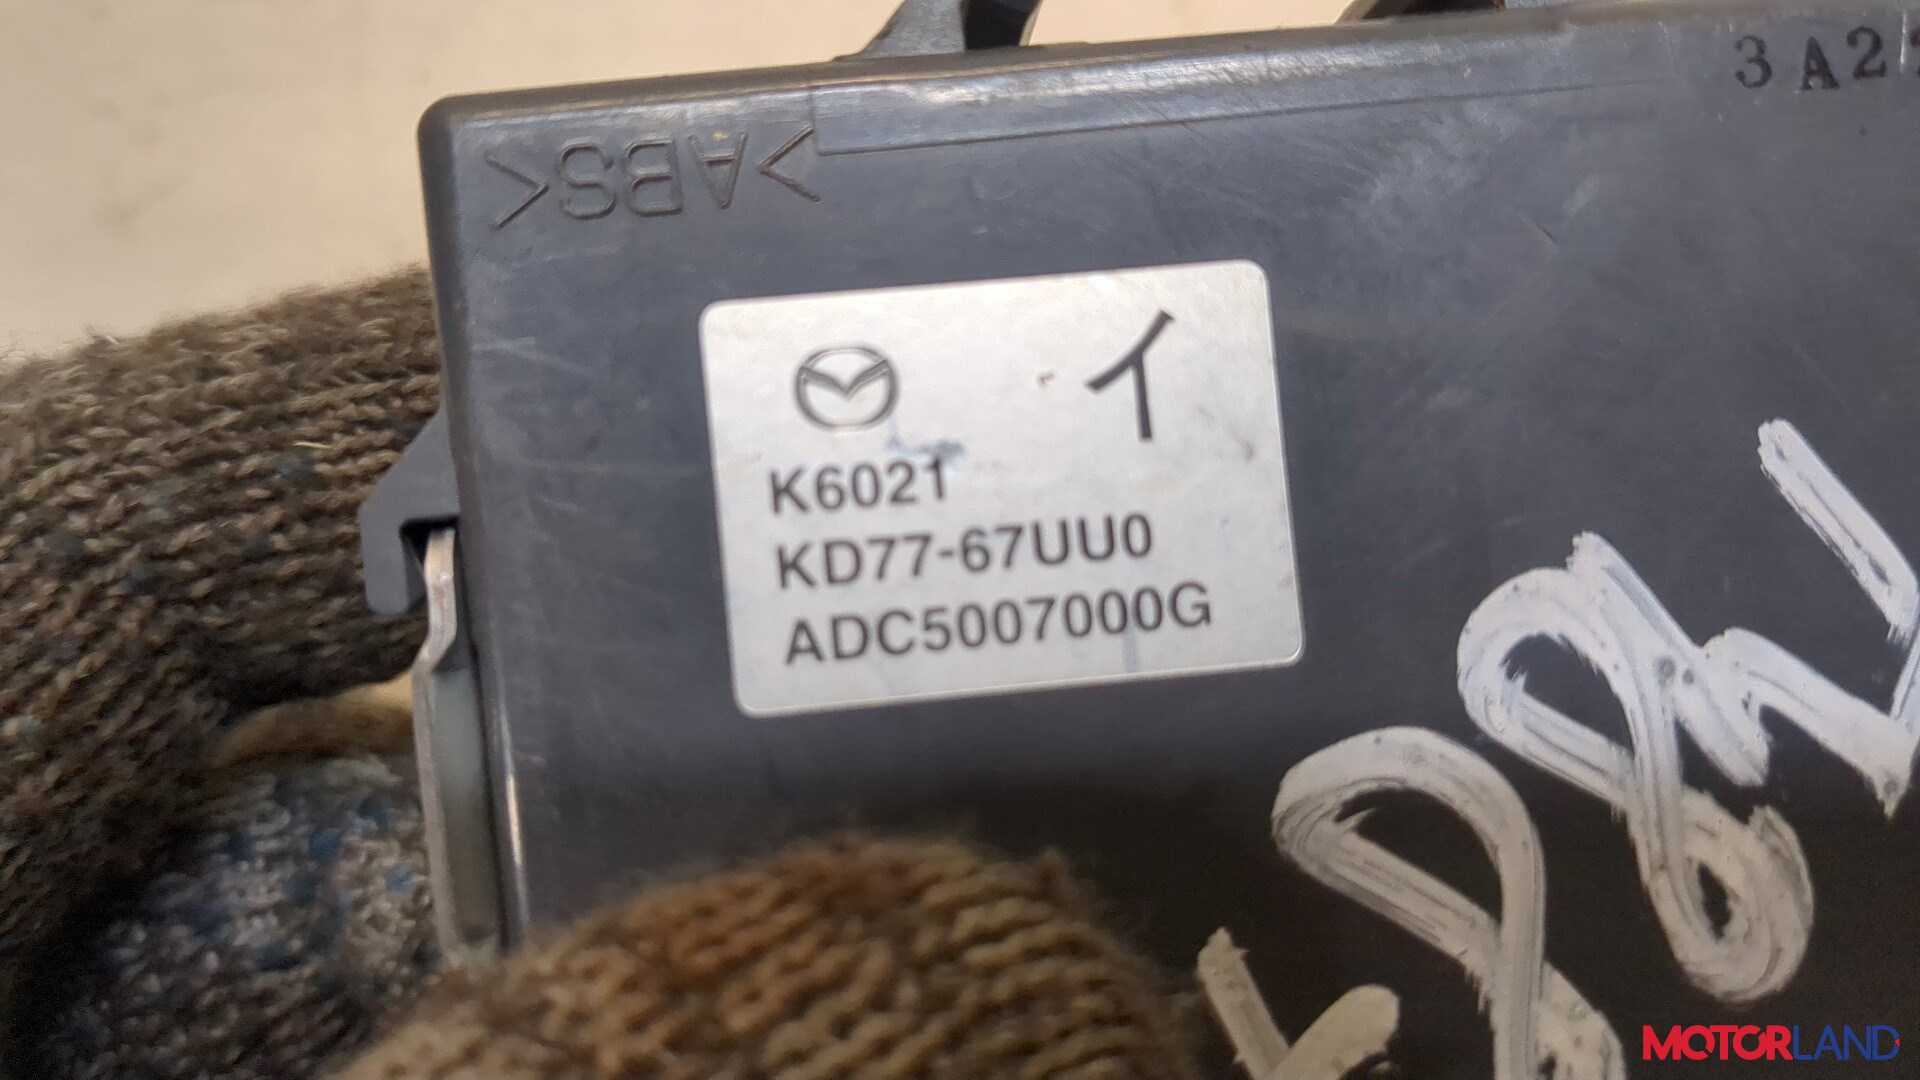 3 A 2
>ABS<
イ
K6021
KD77-67UU0
ADC5007000G
MOTORLAND